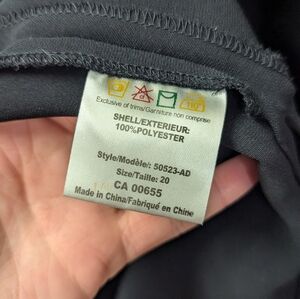 Exclusive of trims/Garniture non comprise
SHELL/EXTERIEUR:
100%POLYESTER
Style/Modèle/: 50523-AD
Size/Taille: 20
CA 00655
Made in China/Fabriqué en Chine